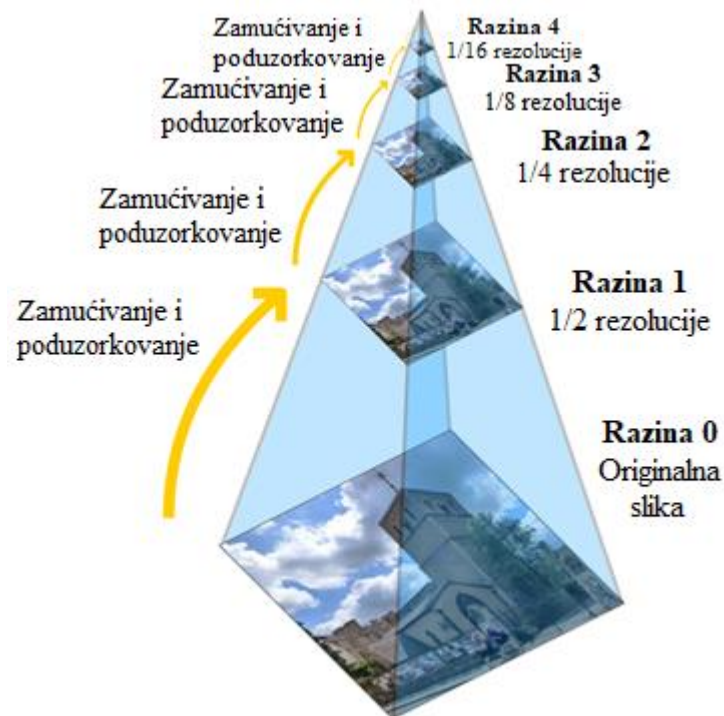 Zamućivanje i
poduzorkovanje
Razina 4
1/16 rezolucije
Zamućivanje i
poduzorkovanje
Razina 3
1/8 rezolucije
Zamućivanje i
poduzorkovanje
Razina 2
1/4 rezolucije
Zamućivanje i
poduzorkovanje
Razina 1
1/2 rezolucije
Razina 0
Originalna
slika